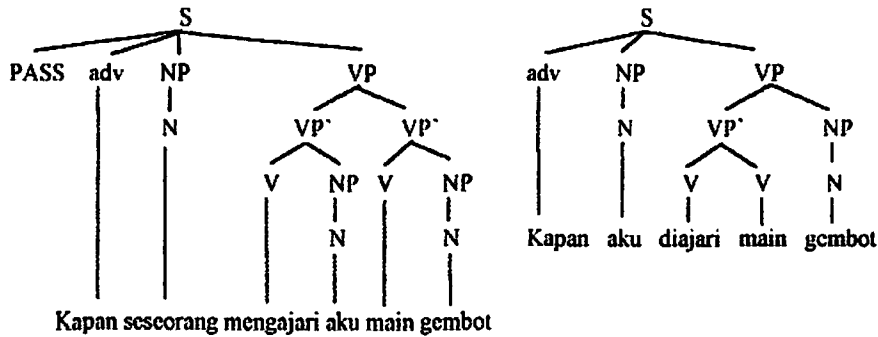 S S
PASS adv NP VP adv NP VP
N VP` VP` N VP` NP
V NP V NP V V N
N N Kapan aku diajari main gembot
Kapan seseorang mengajari aku main gembot